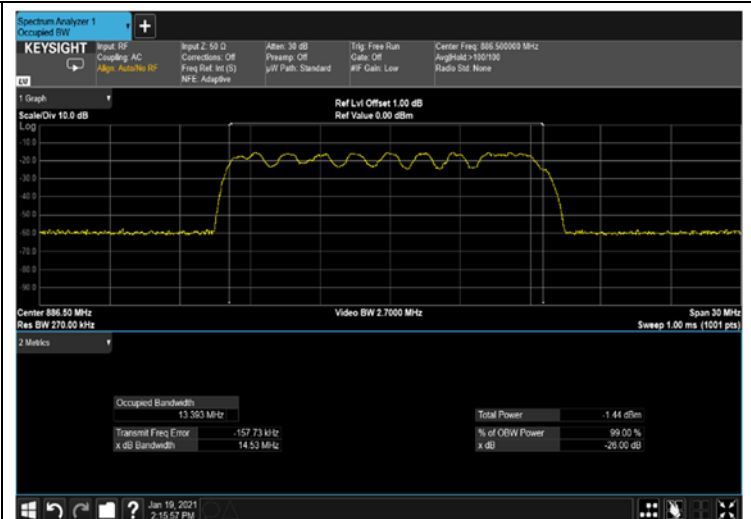 Spectrum Analyzer 1
Occupied BW
+
KEYSIGHT
Input: RF
Coupling: AC
Align: Auto/No RF
Input Z: 50 Ω
Corrections: Off
Freq Ref: Int (S)
NFE: Adaptive
Atten: 30 dB
Preamp: Off
µW Path: Standard
Trig: Free Run
Gate: Off
#IF Gain: Low
Center Freq: 886.500000 MHz
Avg|Hold:>100/100
Radio Std: None
1 Graph
Scale/Div 10.0 dB
Ref Lvl Offset 1.00 dB
Ref Value 0.00 dBm
Log
-10.0
-20.0
-30.0
-40.0
-50.0
-60.0
-70.0
-80.0
-90.0
Center 886.50 MHz
Video BW 2.7000 MHz
Span 30 MHz
Res BW 270.00 kHz
Sweep 1.00 ms (1001 pts)
2 Metrics
Occupied Bandwidth
13.393 MHz
Transmit Freq Error -157.73 kHz
x dB Bandwidth 14.53 MHz
Total Power -1.44 dBm
% of OBW Power 99.00 %
x dB -26.00 dB
?
Jan 19, 2021
2:15:57 PM